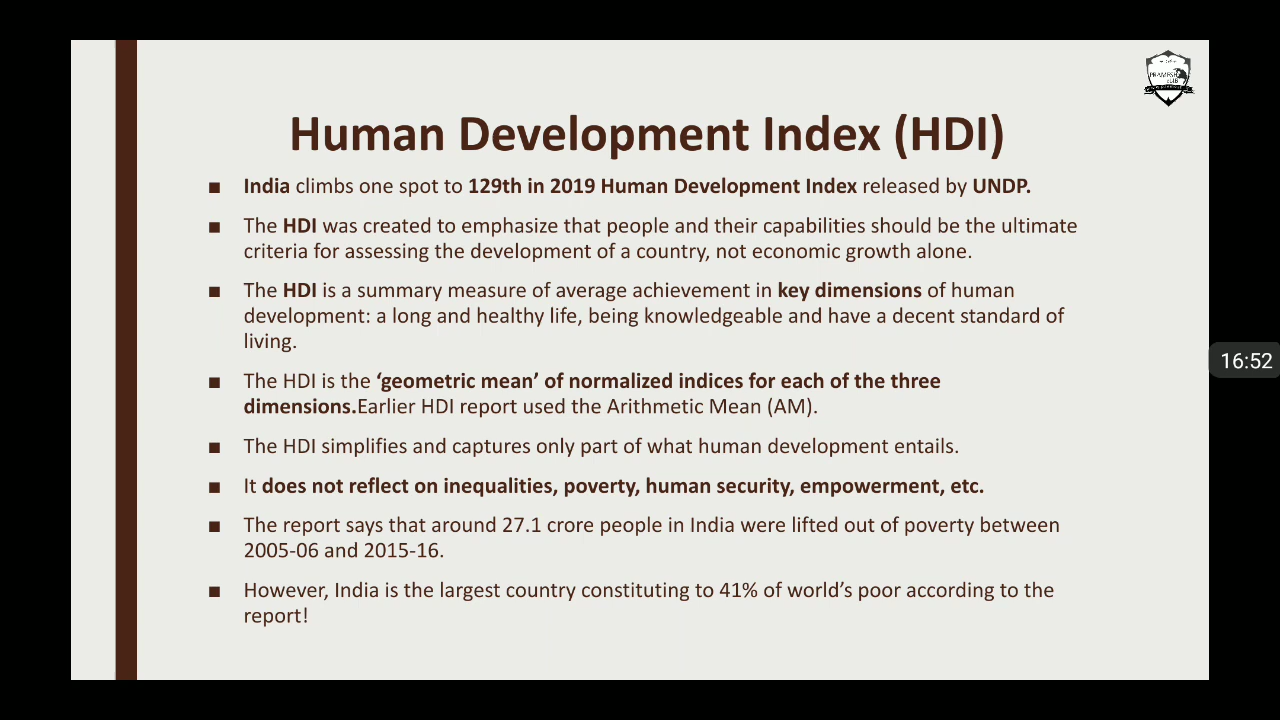 Human Development Index (HDI)
■ India climbs one spot to 129th in 2019 Human Development Index released by UNDP.
■ The HDI was created to emphasize that people and their capabilities should be the ultimate
criteria for assessing the development of a country, not economic growth alone.
■ The HDI is a summary measure of average achievement in key dimensions of human
development: a long and healthy life, being knowledgeable and have a decent standard of
living.
■ The HDI is the ‘geometric mean’ of normalized indices for each of the three
dimensions.Earlier HDI report used the Arithmetic Mean (AM).
■ The HDI simplifies and captures only part of what human development entails.
■ It does not reflect on inequalities, poverty, human security, empowerment, etc.
■ The report says that around 27.1 crore people in India were lifted out of poverty between
2005-06 and 2015-16.
■ However, India is the largest country constituting to 41% of world’s poor according to the
report!
16:52